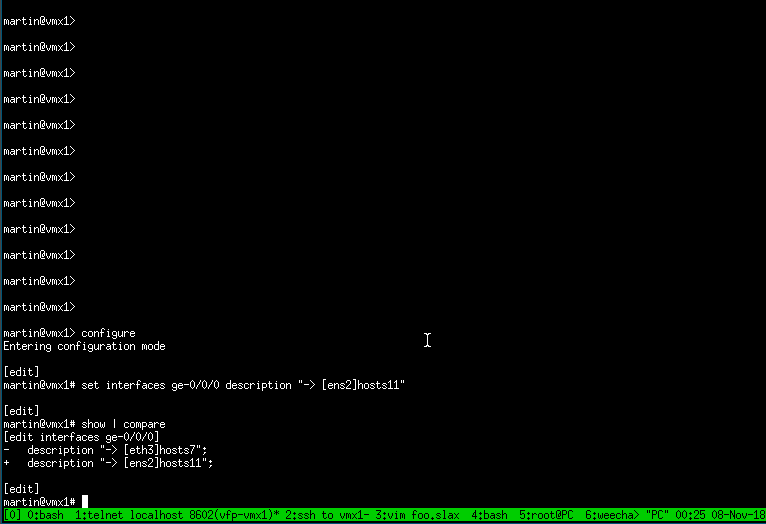 martin@vmx1>
martin@vmx1>
martin@vmx1>
martin@vmx1>
martin@vmx1>
martin@vmx1>
martin@vmx1>
martin@vmx1>
martin@vmx1>
martin@vmx1>
martin@vmx1>
martin@vmx1>
martin@vmx1> configure
Entering configuration mode
[edit]
martin@vmx1# set interfaces ge-0/0/0 description "-> [ens2]hosts11"
[edit]
martin@vmx1# show | compare
[edit interfaces ge-0/0/0]
-   description "-> [eth3]hosts7";
+   description "-> [ens2]hosts11";
[edit]
martin@vmx1#
[0] 0:bash  1:telnet localhost 8602(vfp-vmx1)* 2:ssh to vmx1- 3:vim foo.slax  4:bash  5:root@PC  6:weecha> "PC" 00:25 08-Nov-18